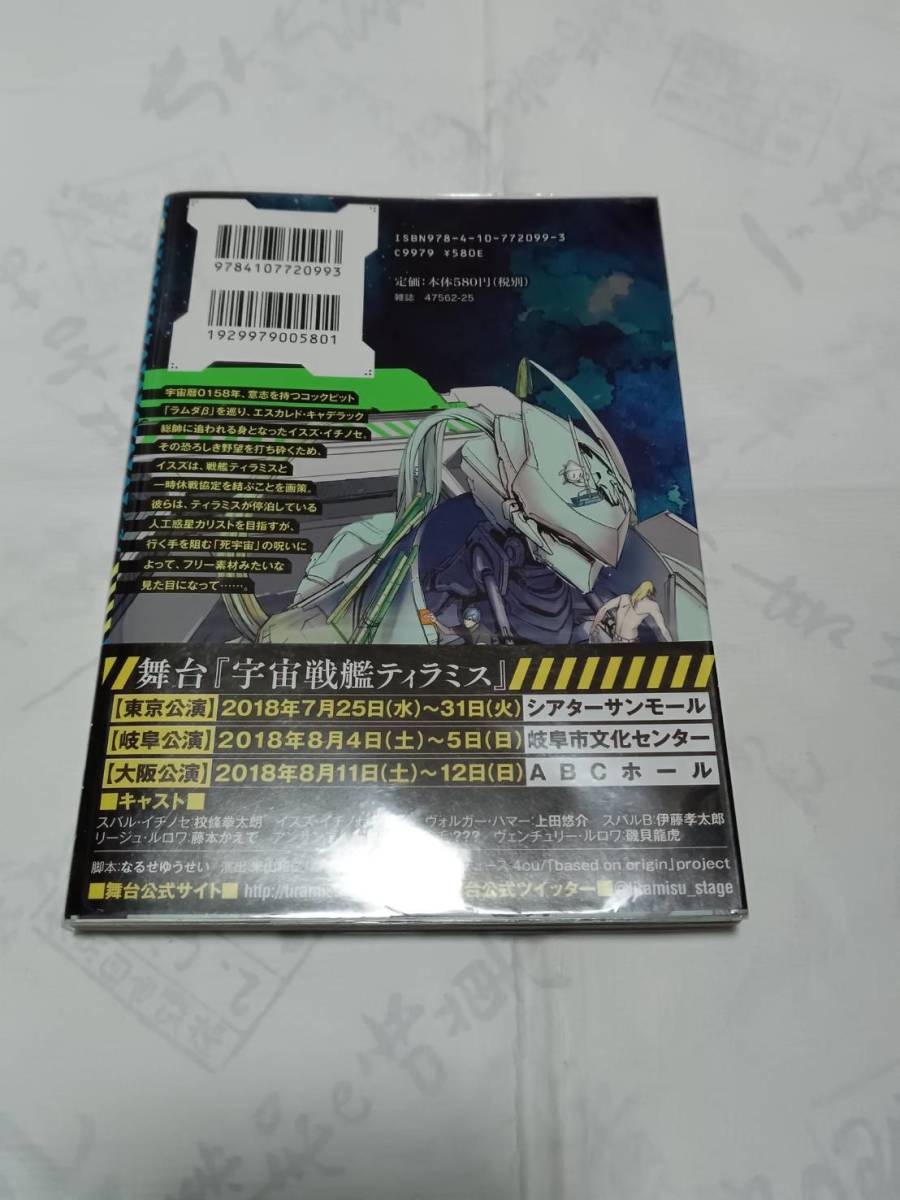 ISBN978-4-10-772099-3
C9979 ¥580E
9784107720993
定価:本体580円(税別)
雑誌 47562-25
1929979005801
宇宙暦0158年、意志を持つコックピット
「ラムダβ」を巡り、エスカレド・キャデラック
総帥に追われる身となったイスズ・イチノセ。
その恐ろしき野望を打ち砕くため、
イスズは、戦艦ティラミスと
一時休戦協定を結ぶことを画策。
彼らは、ティラミスが停泊している
人工惑星カリストを目指すが、
行く手を阻む「死宇宙」の呪いに
よって、フリー素材みたいな
見た目になって……。
舞台『宇宙戦艦ティラミス』
【東京公演】2018年7月25日(水)~31日(火) シアターサンモール
【岐阜公演】2018年8月4日(土)~5日(日) 岐阜市文化センター
【大阪公演】2018年8月11日(土)~12日(日) ABCホール
■キャスト■
スバル・イチノセ:校條拳太朗 イスズ・イチノセ ヴォルガー・ハマー:上田悠介 スバルB:伊藤孝太郎
リージュ・ルロワ:藤本かえで ??? ヴェンチュリー・ルロワ:磯貝龍虎
脚本:なるせゆうせい 4cu/「based on origin」project
■舞台公式サイト■ http://tiramis 公式ツイッター■@tiramisu_stage